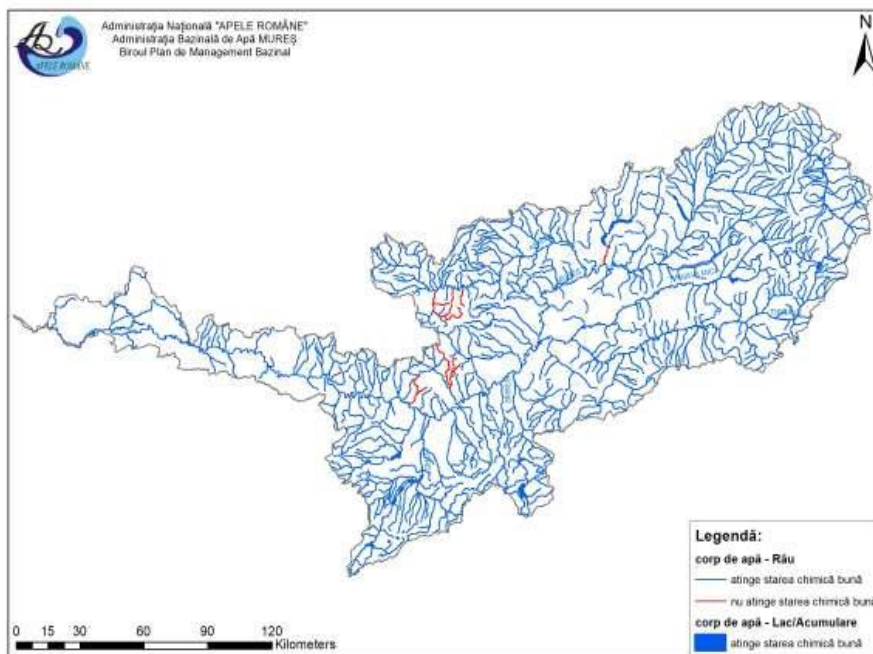 Administrația Națională "APELE ROMÂNE"
Administrația Bazinală de Apă MUREȘ
Biroul Plan de Management Bazinal
APELE ROMÂNE
N
Legendă:
corp de apă - Râu
atinge starea chimică bună
nu atinge starea chimică bună
corp de apă - Lac/Acumulare
atinge starea chimică bună
0 15 30 60 90 120
Kilometers